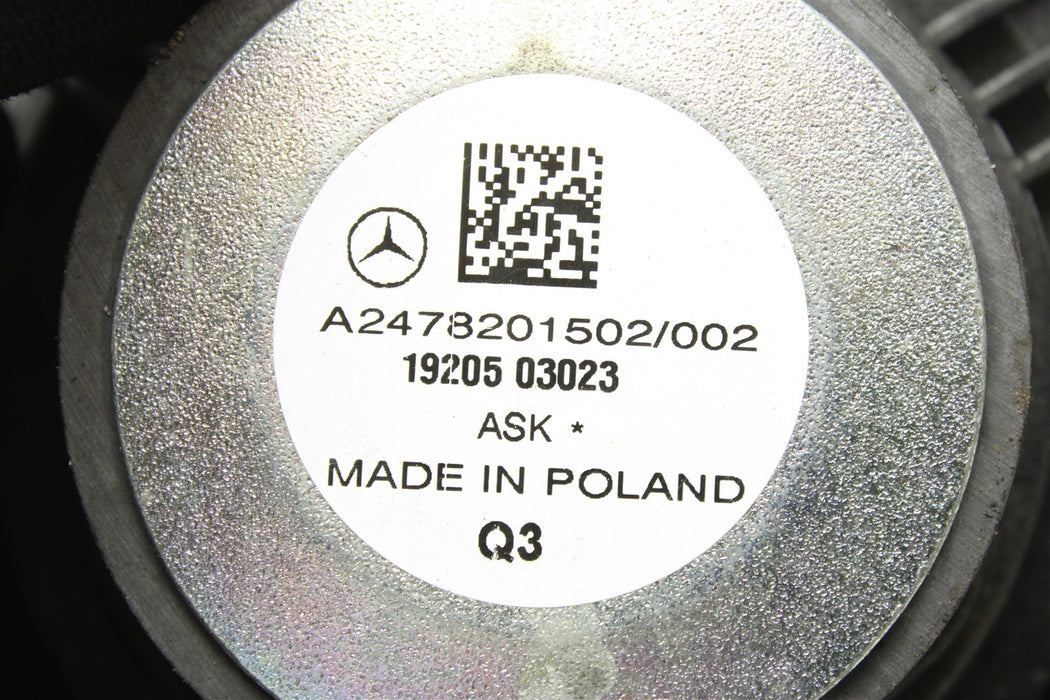 A2478201502/002
19205 03023
ASK *
MADE IN POLAND
Q3